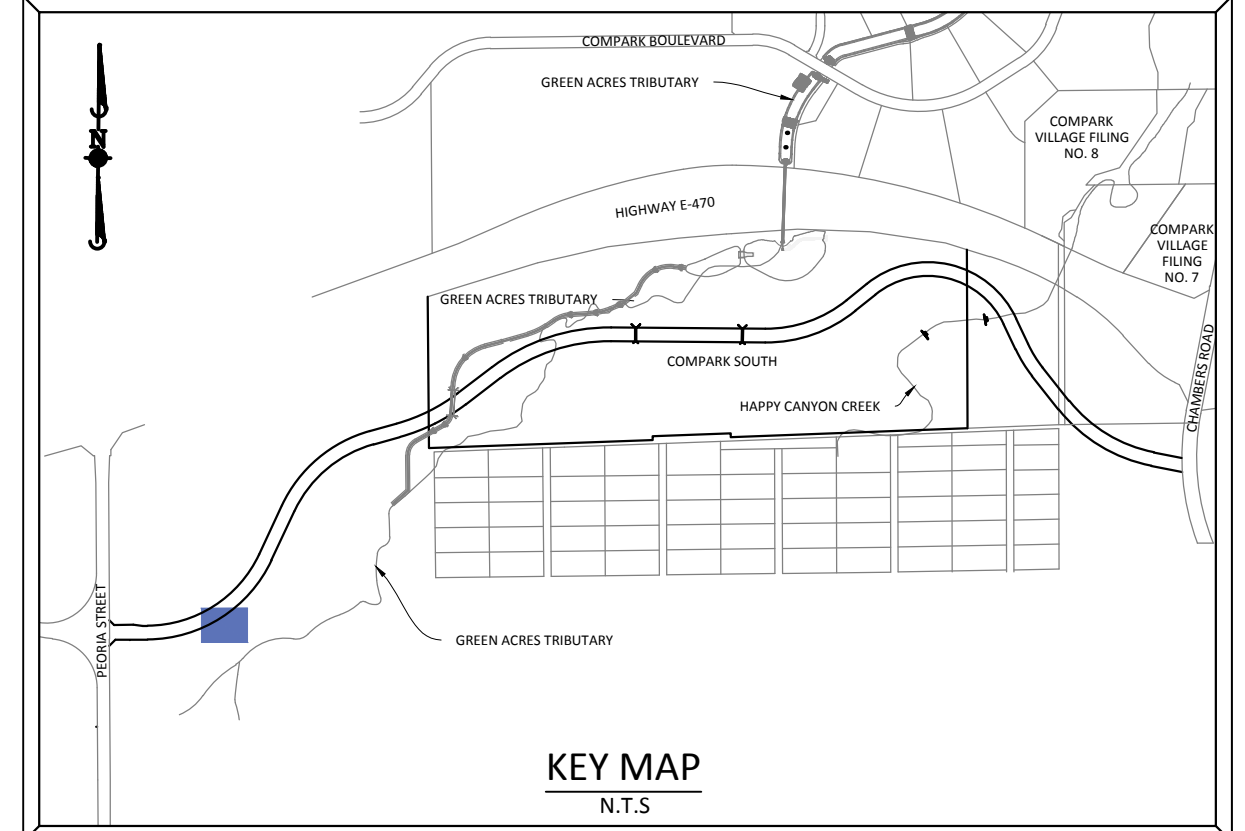 COMPARK BOULEVARD
GREEN ACRES TRIBUTARY
COMPARK
VILLAGE FILING
NO. 8
N
HIGHWAY E-470
COMPARK
VILLAGE
FILING
NO. 7
GREEN ACRES TRIBUTARY
COMPARK SOUTH
CHAMBERS ROAD
HAPPY CANYON CREEK
PEORIA STREET
GREEN ACRES TRIBUTARY
KEY MAP
N.T.S